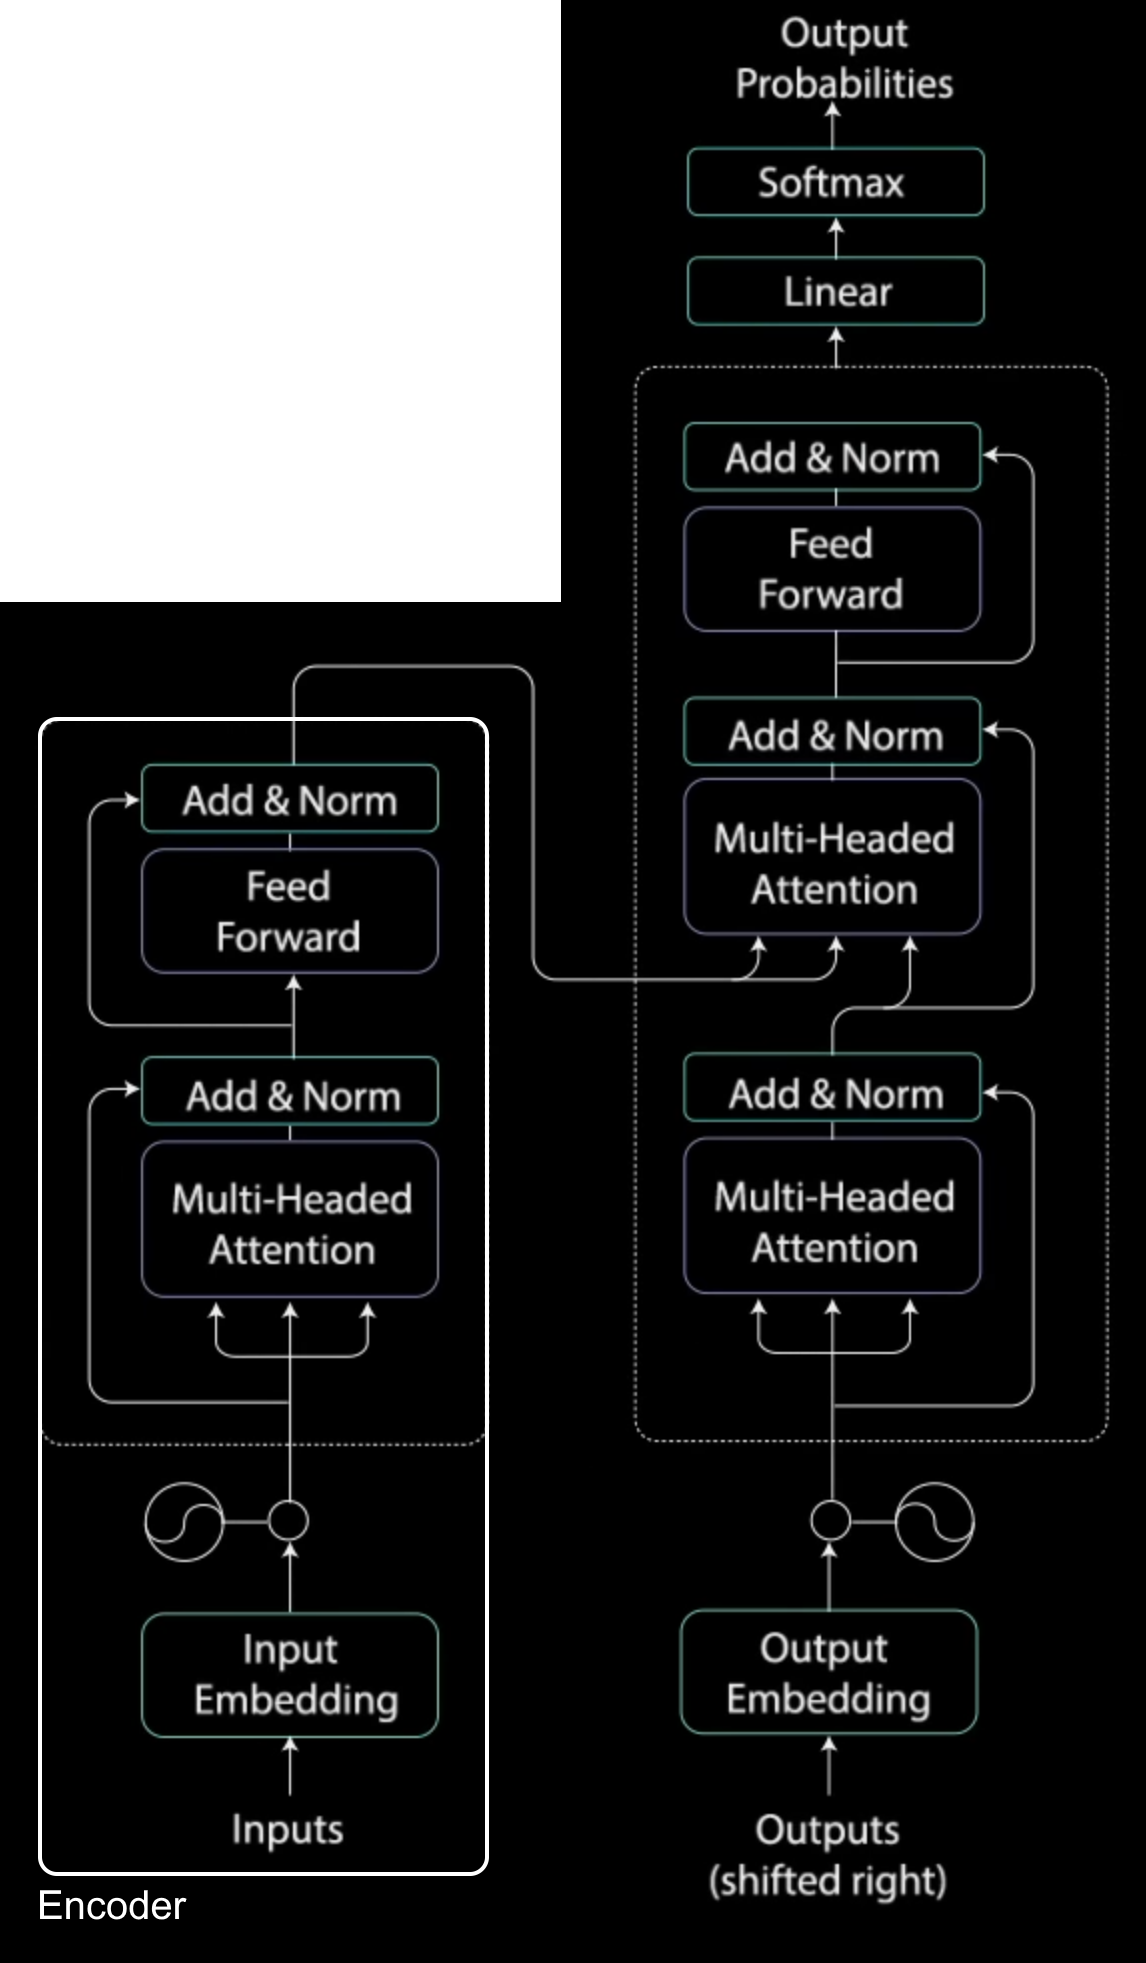 Output
Probabilities
Softmax
Linear
Add & Norm
Feed
Forward
Add & Norm
Multi-Headed
Attention
Add & Norm
Multi-Headed
Attention
Output
Embedding
Outputs
(shifted right)
Add & Norm
Feed
Forward
Add & Norm
Multi-Headed
Attention
Input
Embedding
Inputs
Encoder